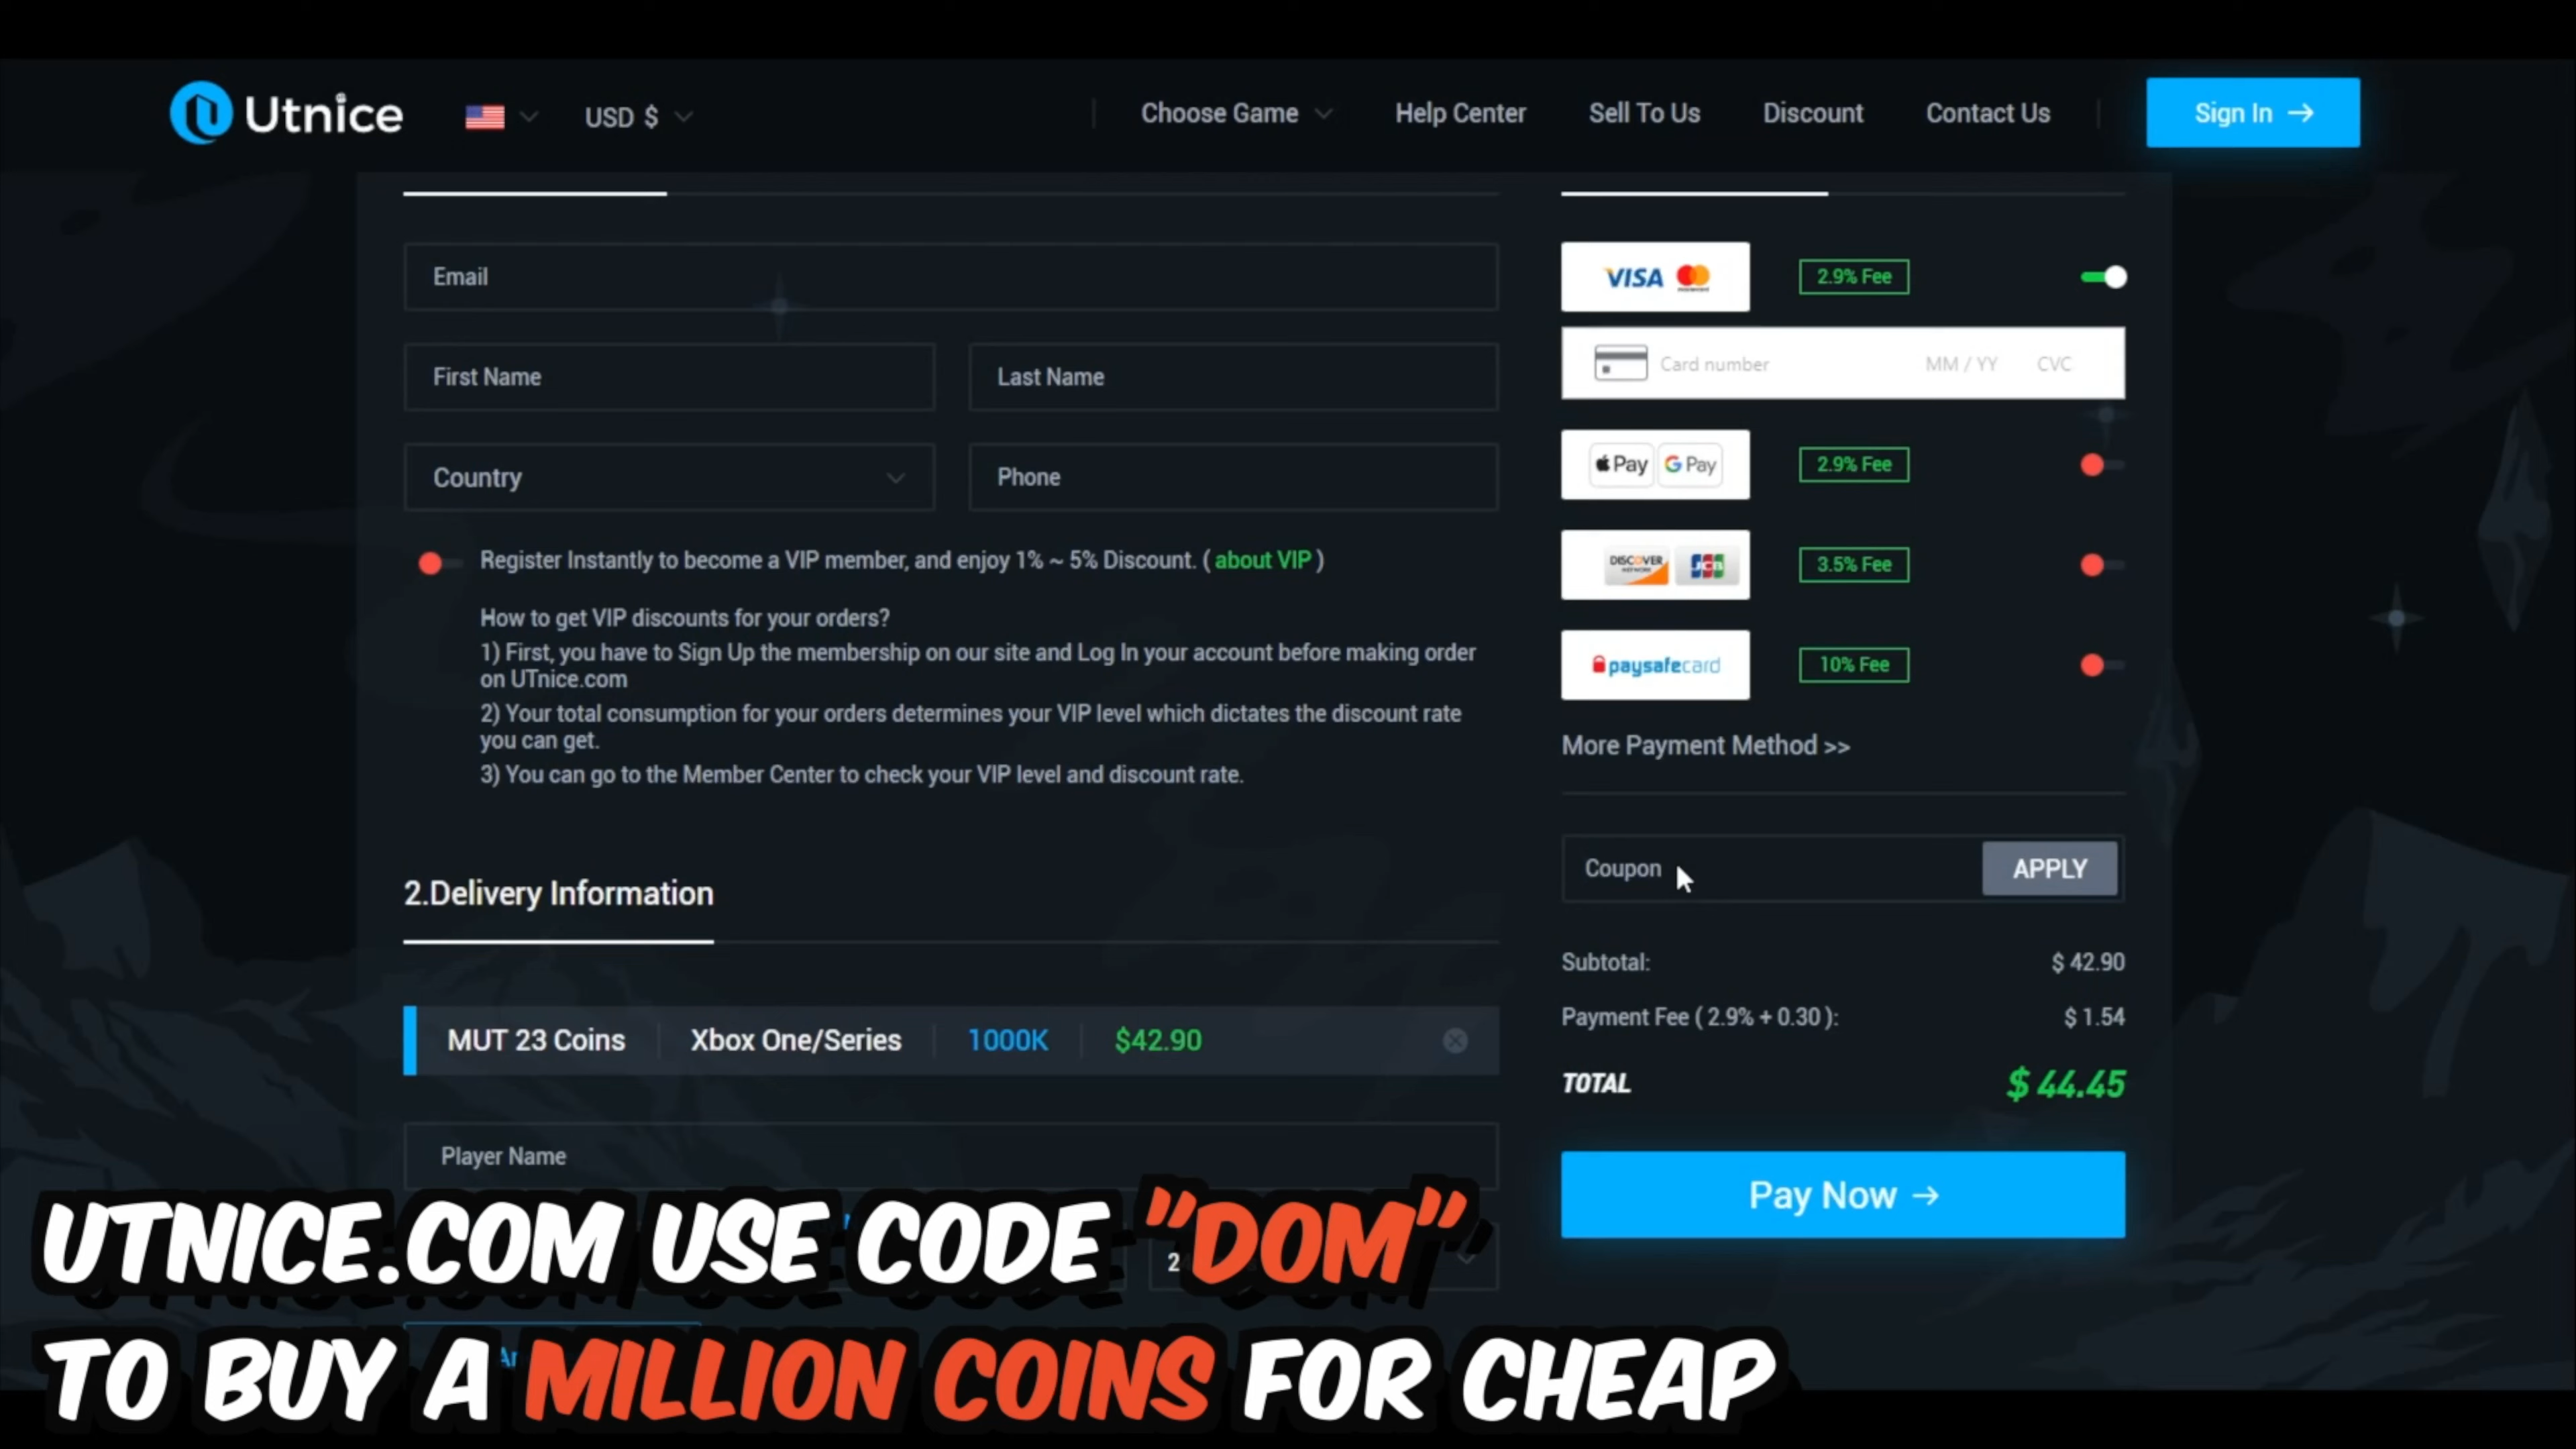 Utnice
USD $
Choose Game
Help Center
Sell To Us
Discount
Contact Us
Sign In →
Email
First Name
Last Name
Country
Phone
Register Instantly to become a VIP member, and enjoy 1% ~ 5% Discount. ( about VIP )
How to get VIP discounts for your orders?
1) First, you have to Sign Up the membership on our site and Log In your account before making order
on UTnice.com
2) Your total consumption for your orders determines your VIP level which dictates the discount rate
you can get.
3) You can go to the Member Center to check your VIP level and discount rate.
2.Delivery Information
MUT 23 Coins
Xbox One/Series
1000K
$42.90
Player Name
VISA
2.9% Fee
Card number
MM / YY
CVC
Pay
G Pay
2.9% Fee
DISCOVER
NETWORK
JCB
3.5% Fee
paysafecard
10% Fee
More Payment Method >>
Coupon
APPLY
Subtotal:
$ 42.90
Payment Fee ( 2.9% + 0.30 ):
$ 1.54
TOTAL
$ 44.45
Pay Now →
UTNICE.COM USE CODE "DOM"
TO BUY A MILLION COINS FOR CHEAP